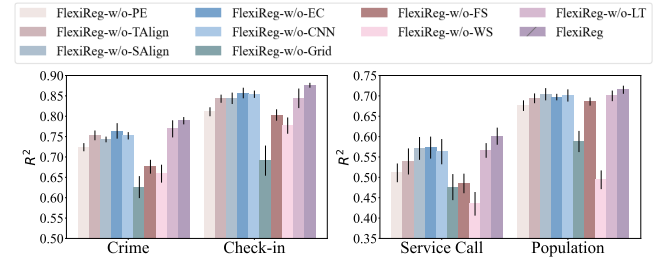 FlexiReg-w/o-PE FlexiReg-w/o-EC FlexiReg-w/o-FS FlexiReg-w/o-LT
FlexiReg-w/o-TAlign FlexiReg-w/o-CNN FlexiReg-w/o-WS FlexiReg
FlexiReg-w/o-SAlign FlexiReg-w/o-Grid
0.90
0.85
0.80
0.75
0.70
0.65
0.60
0.55
0.50
R²
Crime Check-in
0.75
0.70
0.65
0.60
0.55
0.50
0.45
0.40
0.35
R²
Service Call Population